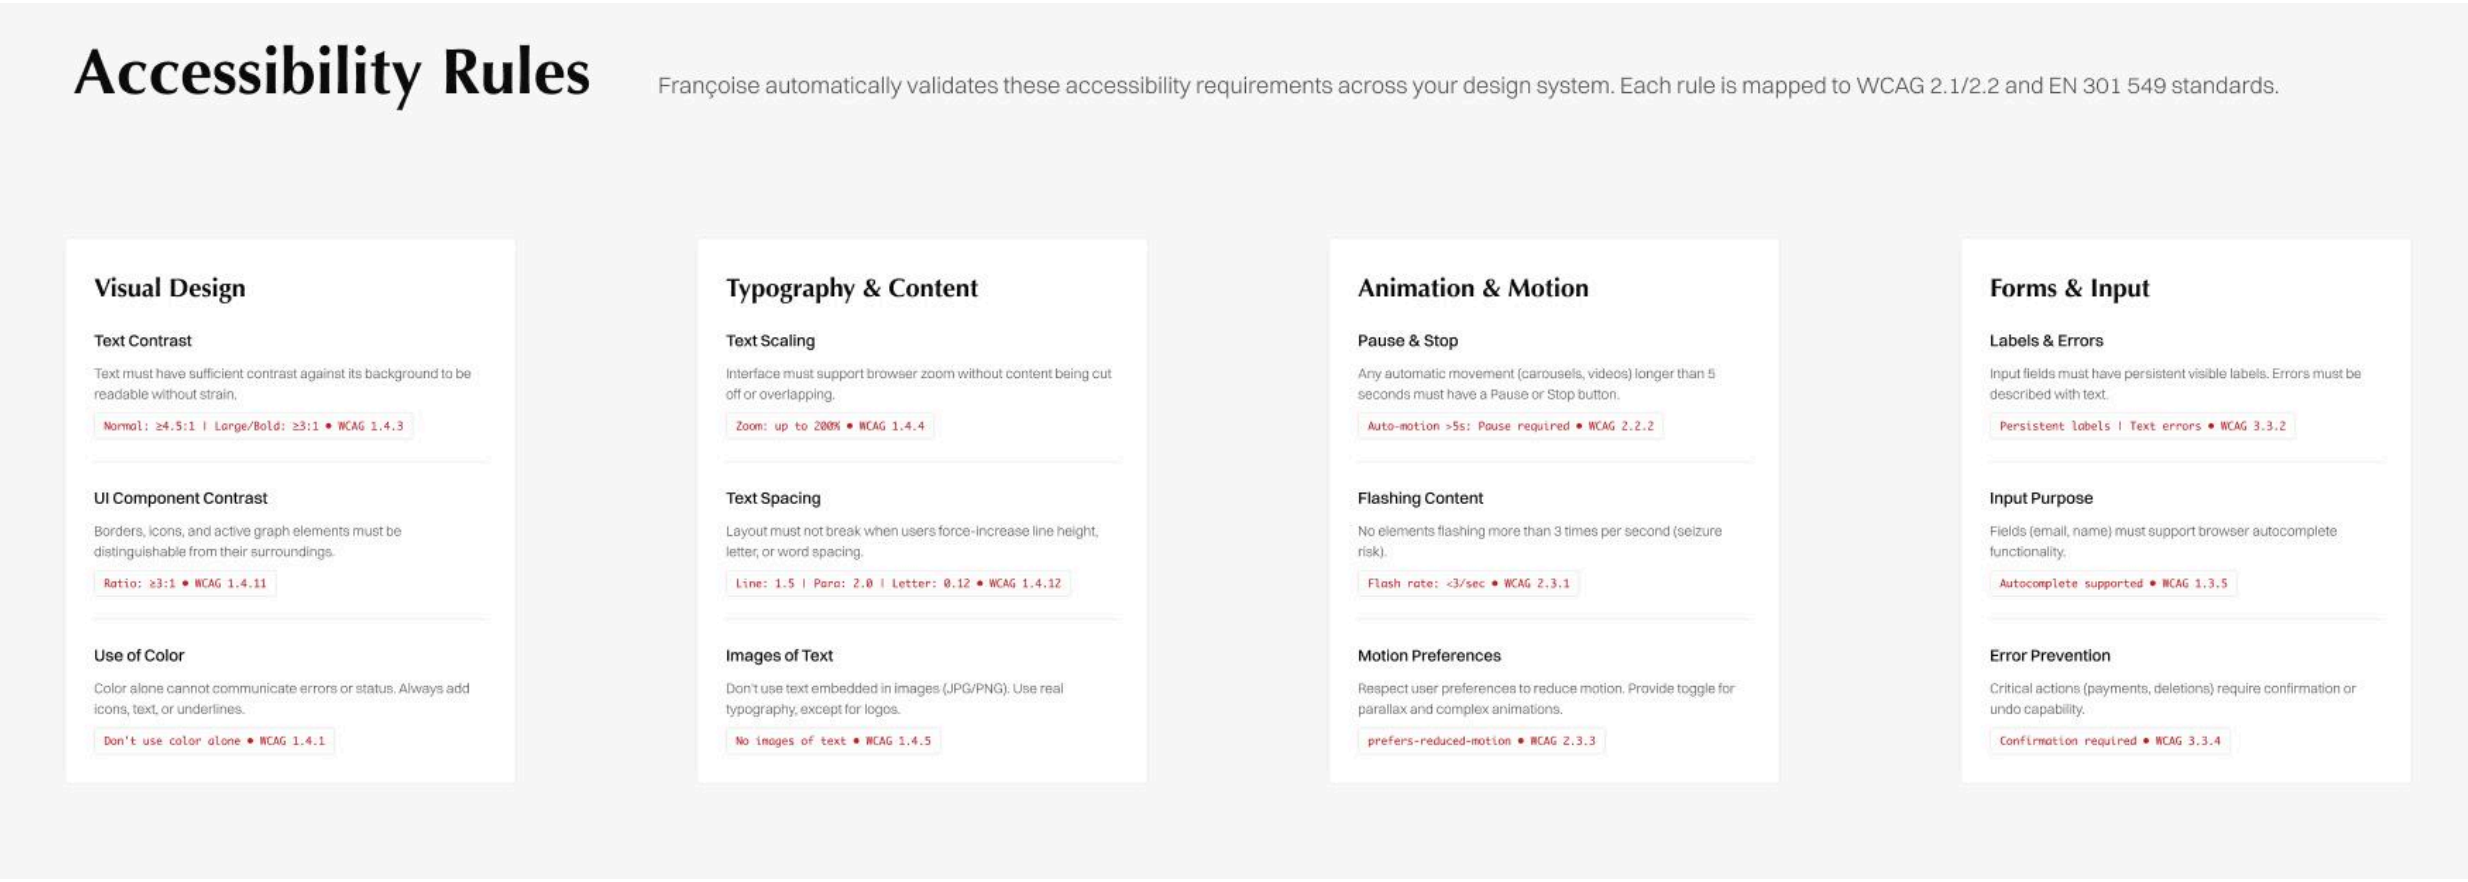 Accessibility Rules
Françoise automatically validates these accessibility requirements across your design system. Each rule is mapped to WCAG 2.1/2.2 and EN 301 549 standards.
Visual Design
Text Contrast
Text must have sufficient contrast against its background to be
readable without strain.
Normal: ≥4.5:1 | Large/Bold: ≥3:1 • WCAG 1.4.3
UI Component Contrast
Borders, icons, and active graph elements must be
distinguishable from their surroundings.
Ratio: ≥3:1 • WCAG 1.4.11
Use of Color
Color alone cannot communicate errors or status. Always add
icons, text, or underlines.
Don't use color alone • WCAG 1.4.1
Typography & Content
Text Scaling
Interface must support browser zoom without content being cut
off or overlapping.
Zoom: up to 200% • WCAG 1.4.4
Text Spacing
Layout must not break when users force-increase line height,
letter, or word spacing.
Line: 1.5 | Para: 2.0 | Letter: 0.12 • WCAG 1.4.12
Images of Text
Don't use text embedded in images (JPG/PNG). Use real
typography, except for logos.
No images of text • WCAG 1.4.5
Animation & Motion
Pause & Stop
Any automatic movement (carousels, videos) longer than 5
seconds must have a Pause or Stop button.
Auto-motion >5s: Pause required • WCAG 2.2.2
Flashing Content
No elements flashing more than 3 times per second (seizure
risk).
Flash rate: <3/sec • WCAG 2.3.1
Motion Preferences
Respect user preferences to reduce motion. Provide toggle for
parallax and complex animations.
prefers-reduced-motion • WCAG 2.3.3
Forms & Input
Labels & Errors
Input fields must have persistent visible labels. Errors must be
described with text.
Persistent labels | Text errors • WCAG 3.3.2
Input Purpose
Fields (email, name) must support browser autocomplete
functionality.
Autocomplete supported • WCAG 1.3.5
Error Prevention
Critical actions (payments, deletions) require confirmation or
undo capability.
Confirmation required • WCAG 3.3.4